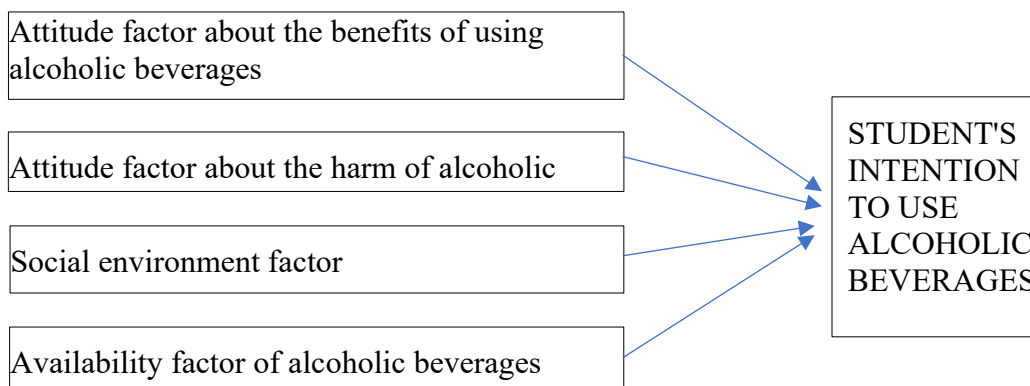 Attitude factor about the benefits of using
alcoholic beverages
Attitude factor about the harm of alcoholic
Social environment factor
Availability factor of alcoholic beverages
STUDENT'S
INTENTION
TO USE
ALCOHOLIC
BEVERAGES